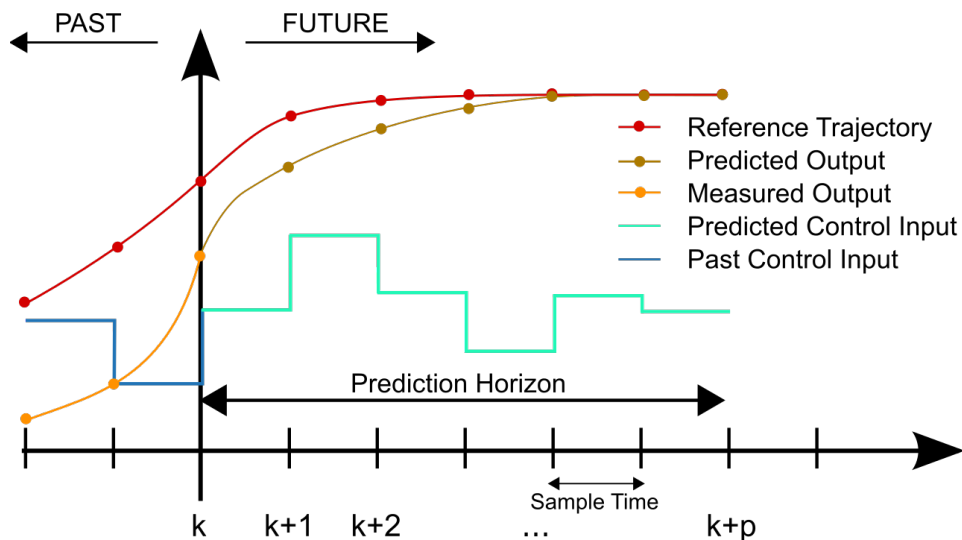 PAST
FUTURE
Reference Trajectory
Predicted Output
Measured Output
Predicted Control Input
Past Control Input
Prediction Horizon
Sample Time
k
k+1
k+2
...
k+p